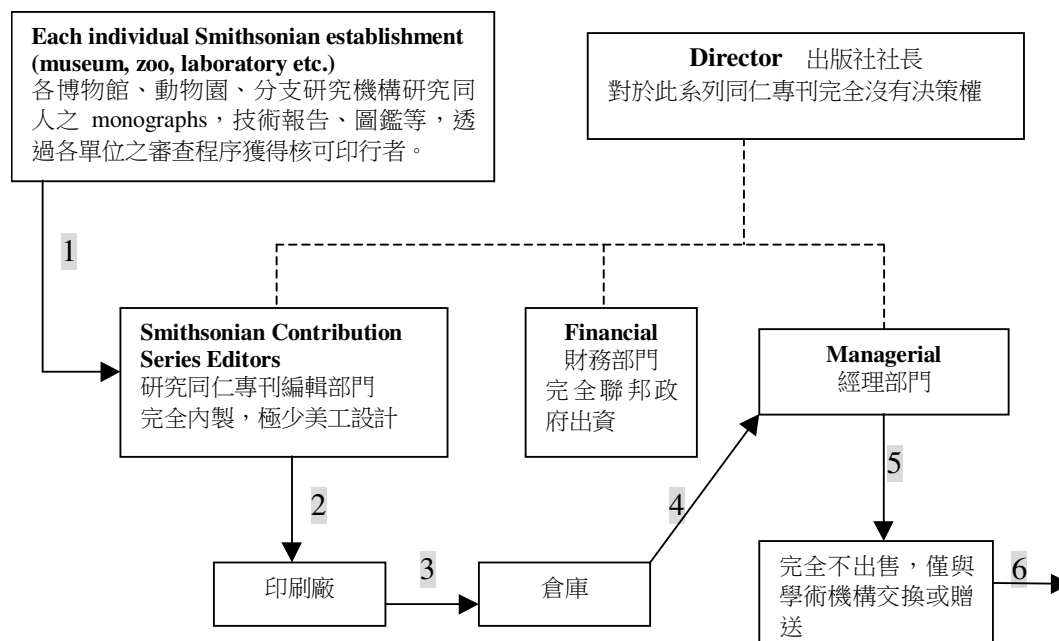 Each individual Smithsonian establishment
(museum, zoo, laboratory etc.)
各博物館、動物園、分支研究機構研究同
人之 monographs，技術報告、圖鑑等，透
過各單位之審查程序獲得核可印行者。
Director 出版社社長
對於此系列同仁專刊完全沒有決策權
1
Smithsonian Contribution
Series Editors
研究同仁專刊編輯部門
完全內製，極少美工設計
Financial
財務部門
完全聯邦政
府出資
Managerial
經理部門
2
3
4
5
印刷廠
倉庫
完全不出售，僅與
學術機構交換或贈
送
6